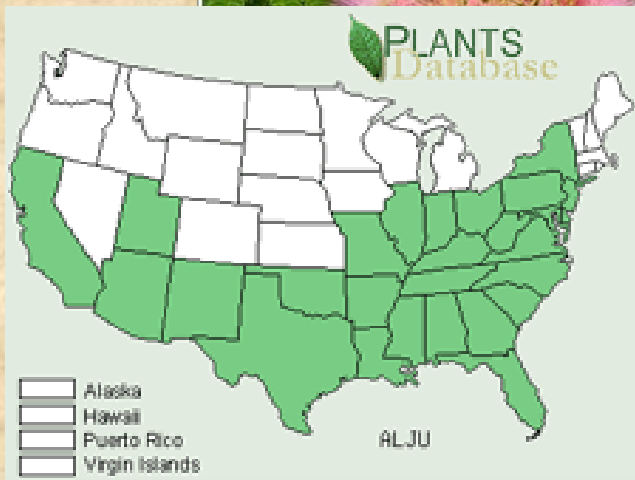 PLANTS
Database
Alaska
Hawaii
Puerto Rico
Virgin Islands
ALJU